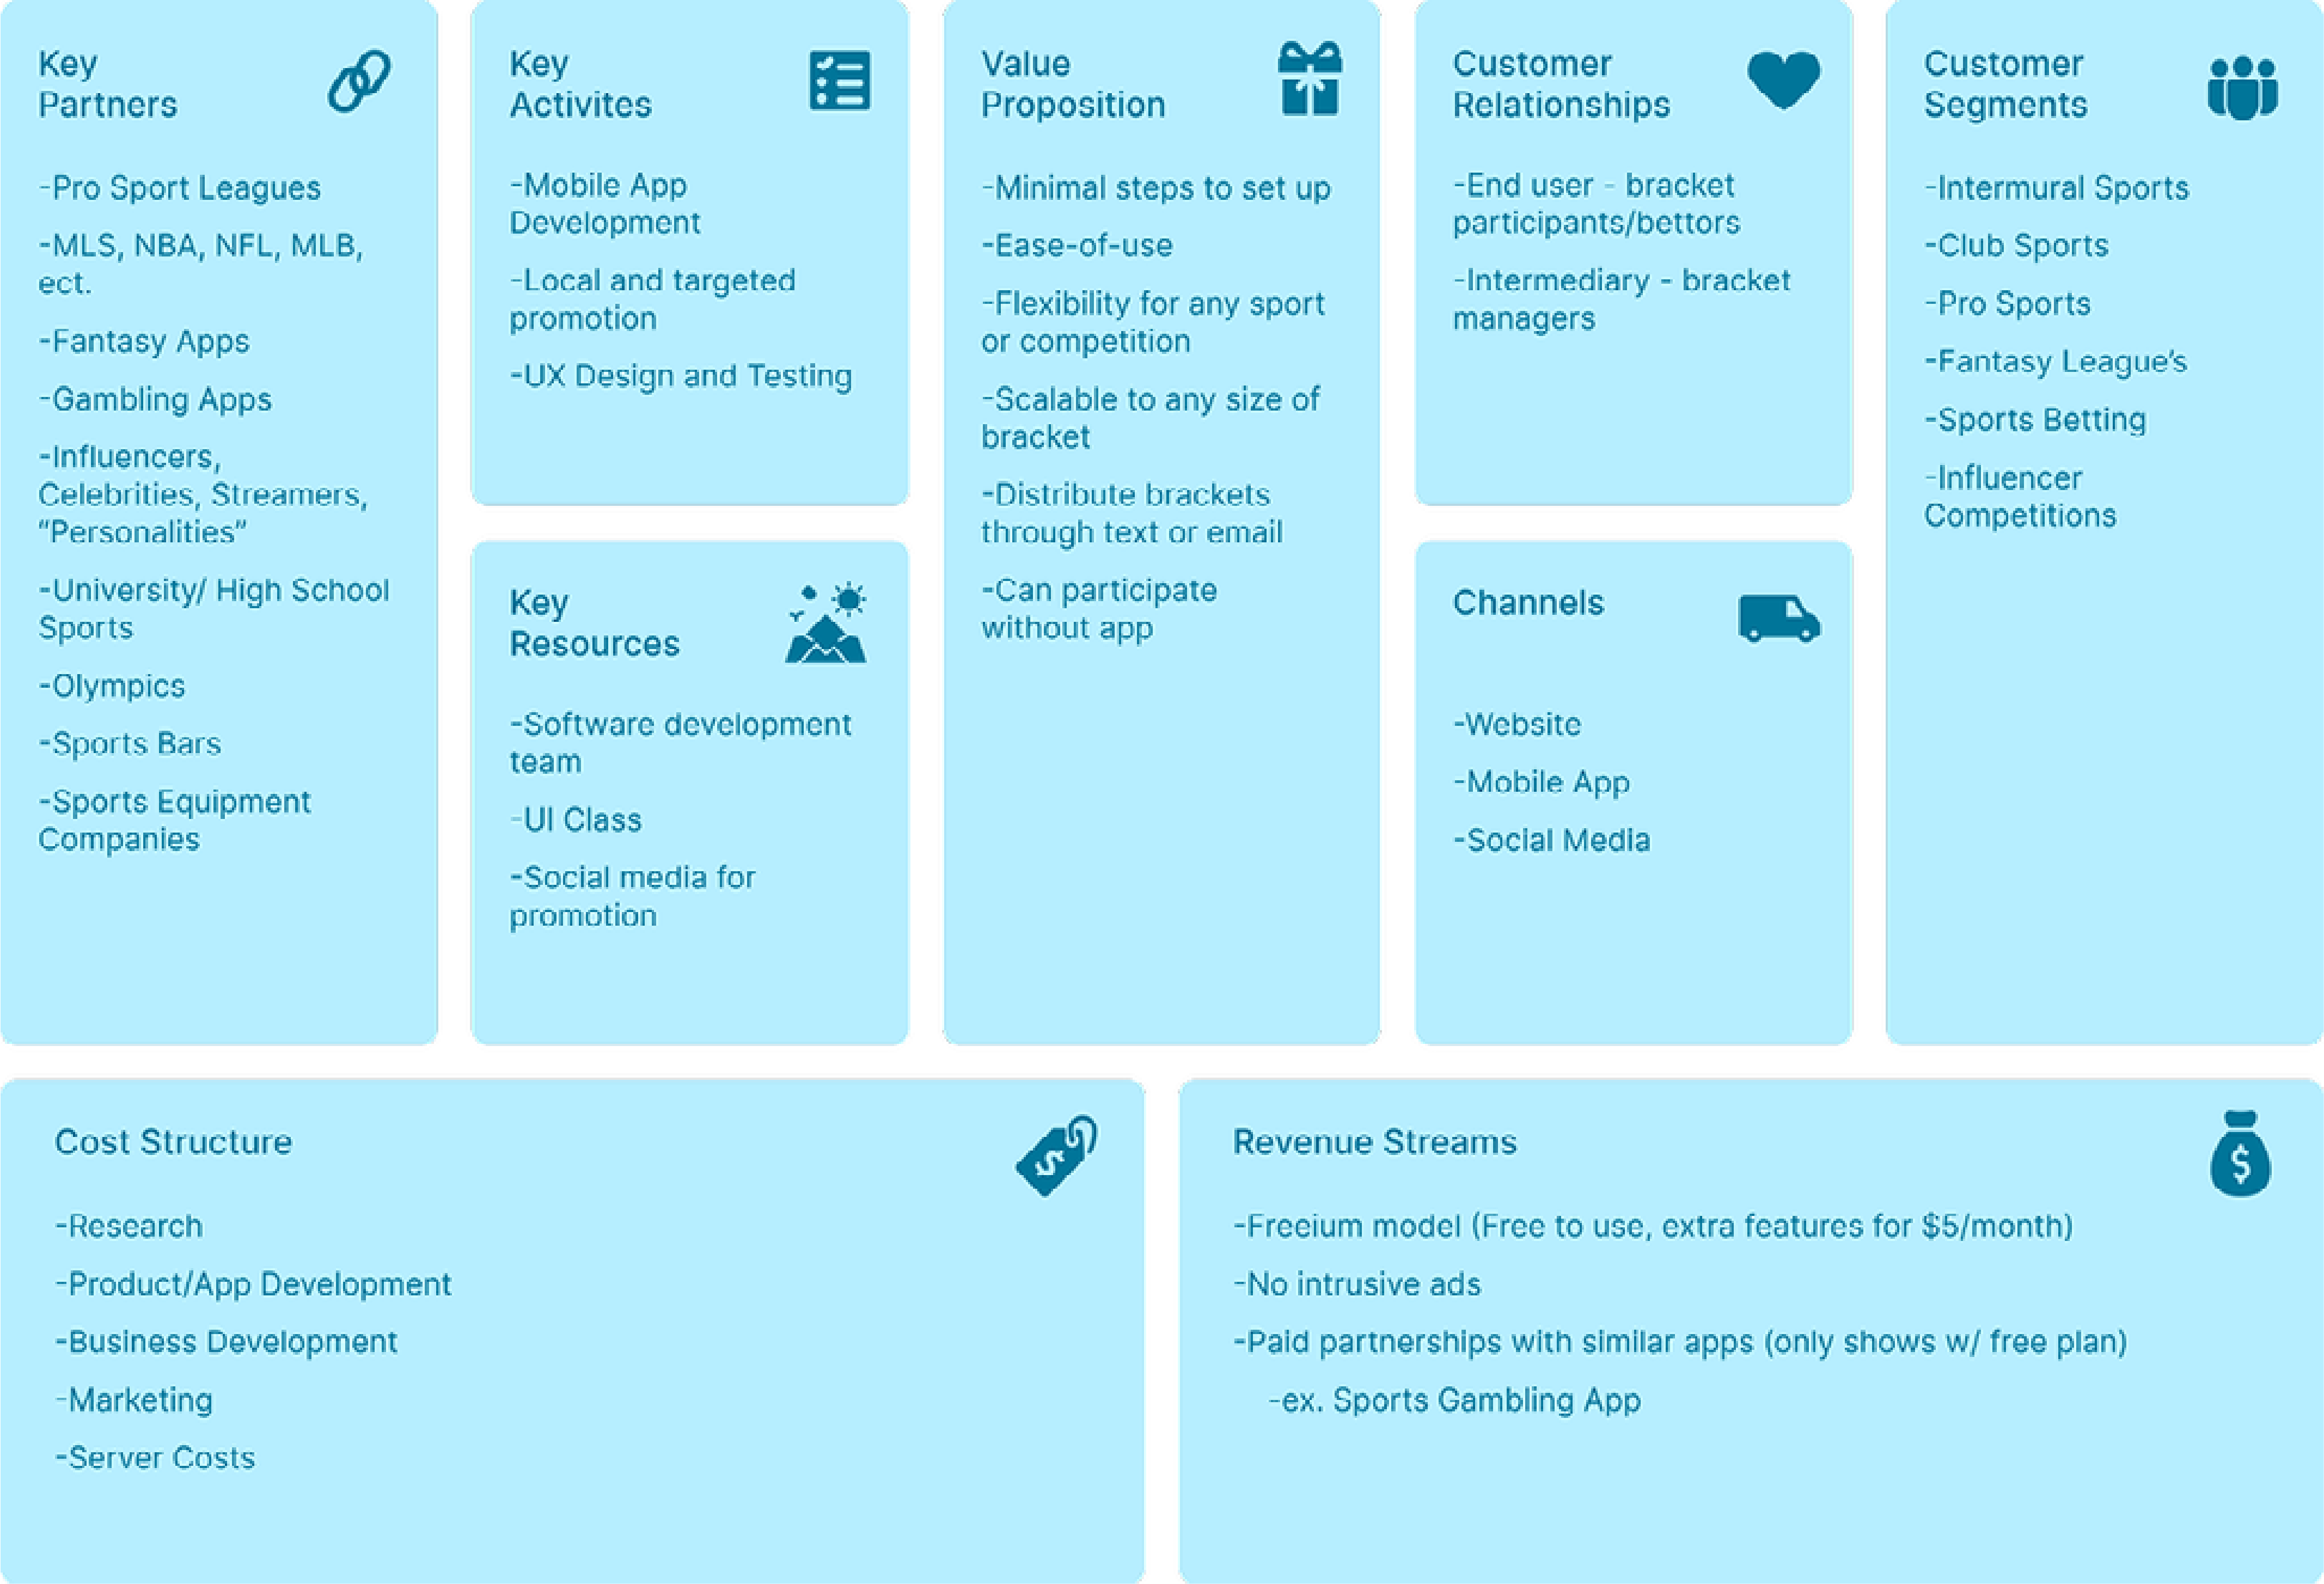 Key
Partners
-Pro Sport Leagues
-MLS, NBA, NFL, MLB,
ect.
-Fantasy Apps
-Gambling Apps
-Influencers,
Celebrities, Streamers,
“Personalities”
-University/ High School
Sports
-Olympics
-Sports Bars
-Sports Equipment
Companies
Key
Activites
-Mobile App
Development
-Local and targeted
promotion
-UX Design and Testing
Key
Resources
-Software development
team
-UI Class
-Social media for
promotion
Value
Proposition
-Minimal steps to set up
-Ease-of-use
-Flexibility for any sport
or competition
-Scalable to any size of
bracket
-Distribute brackets
through text or email
-Can participate
without app
Customer
Relationships
-End user - bracket
participants/bettors
-Intermediary - bracket
managers
Channels
-Website
-Mobile App
-Social Media
Customer
Segments
-Intermural Sports
-Club Sports
-Pro Sports
-Fantasy League’s
-Sports Betting
-Influencer
Competitions
Cost Structure
-Research
-Product/App Development
-Business Development
-Marketing
-Server Costs
Revenue Streams
-Freeium model (Free to use, extra features for $5/month)
-No intrusive ads
-Paid partnerships with similar apps (only shows w/ free plan)
-ex. Sports Gambling App